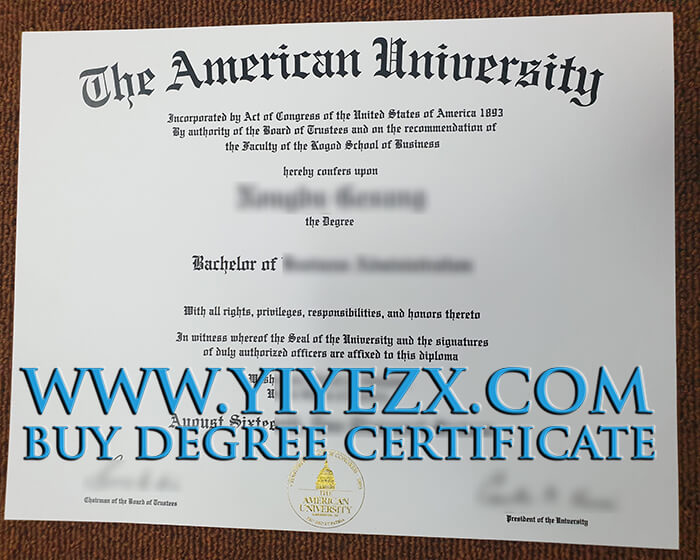 The American University
Incorporated by Act of Congress of the United States of America 1893
By authority of the Board of Trustees and on the recommendation of
the Faculty of the Kogod School of Business
hereby confers upon
the Degree
Bachelor of
With all rights, privileges, responsibilities, and honors thereto
In witness whereof the Seal of the University and the signatures
of duly authorized officers are affixed to this diploma
WWW.YIYEZX.COM
August
BUY DEGREE CERTIFICATE
THE
AMERICAN
UNIVERSITY
Chairman of the Board of Trustees
President of the University